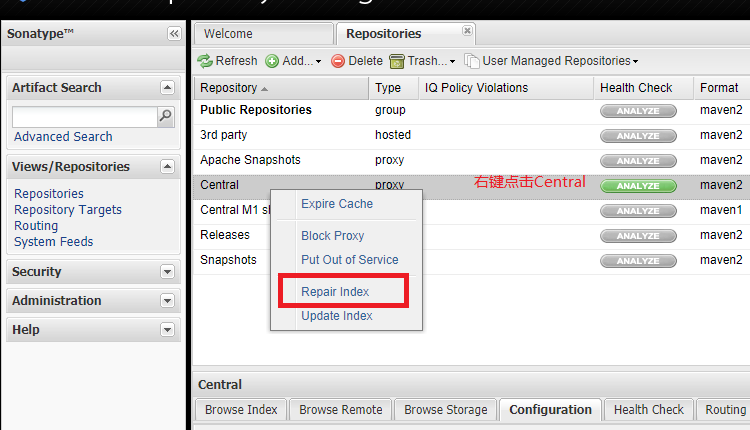 Sonatype™
Welcome
Repositories
Refresh Add... Delete Trash... User Managed Repositories
Artifact Search
Advanced Search
Views/Repositories
Repositories
Repository Targets
Routing
System Feeds
Security
Administration
Help
Repository Type IQ Policy Violations Health Check Format
Public Repositories group ANALYZE maven2
3rd party hosted ANALYZE maven2
Apache Snapshots proxy ANALYZE maven2
Central proxy 右键点击Central ANALYZE maven2
Central M1 ANALYZE maven1
Releases ANALYZE maven2
Snapshots ANALYZE maven2
Expire Cache
Block Proxy
Put Out of Service
Repair Index
Update Index
Central
Browse Index Browse Remote Browse Storage Configuration Health Check Routing